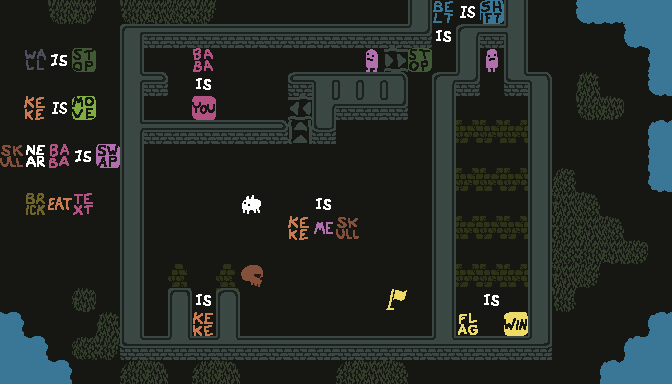 BELT IS SHIFT
IS
WALL IS STOP
BABA
STOP
IS
KEKE IS MOVE
YOU
SKULL NEAR BABA IS SWAP
BRICK EAT TEXT
IS
KEKE ME SKULL
IS
IS
KEKE
FLAG
WIN